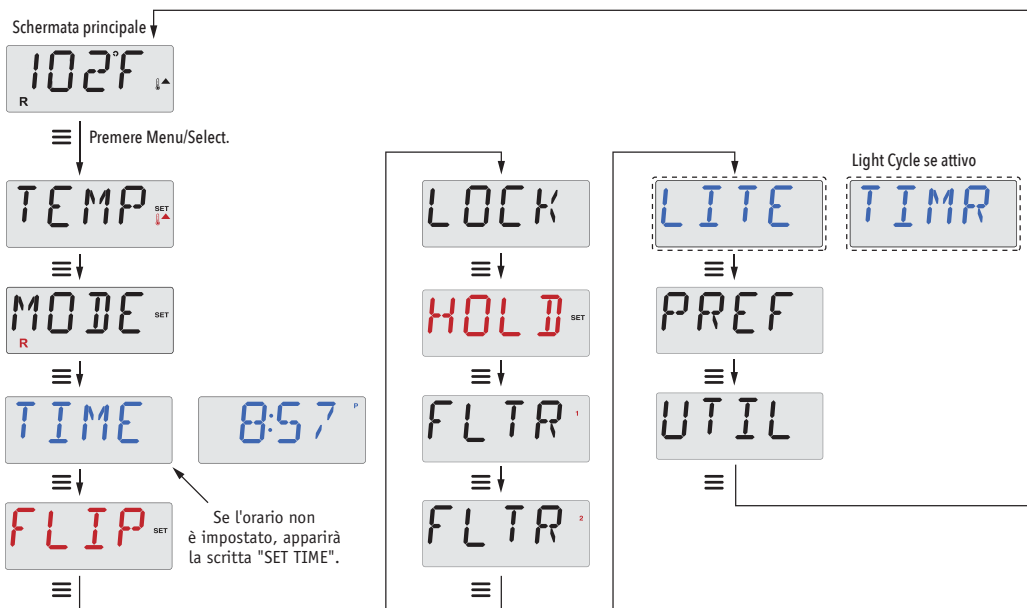 Schermata principale
102°F
R
Premere Menu/Select.
TEMP SET
MODE SET
R
TIME
8:57 P
Se l'orario non
è impostato, apparirà
la scritta "SET TIME".
FLIP SET
LOCK
HOLD SET
FLTR 1
FLTR 2
LITE
Light Cycle se attivo
TIMR
PREF
UTIL